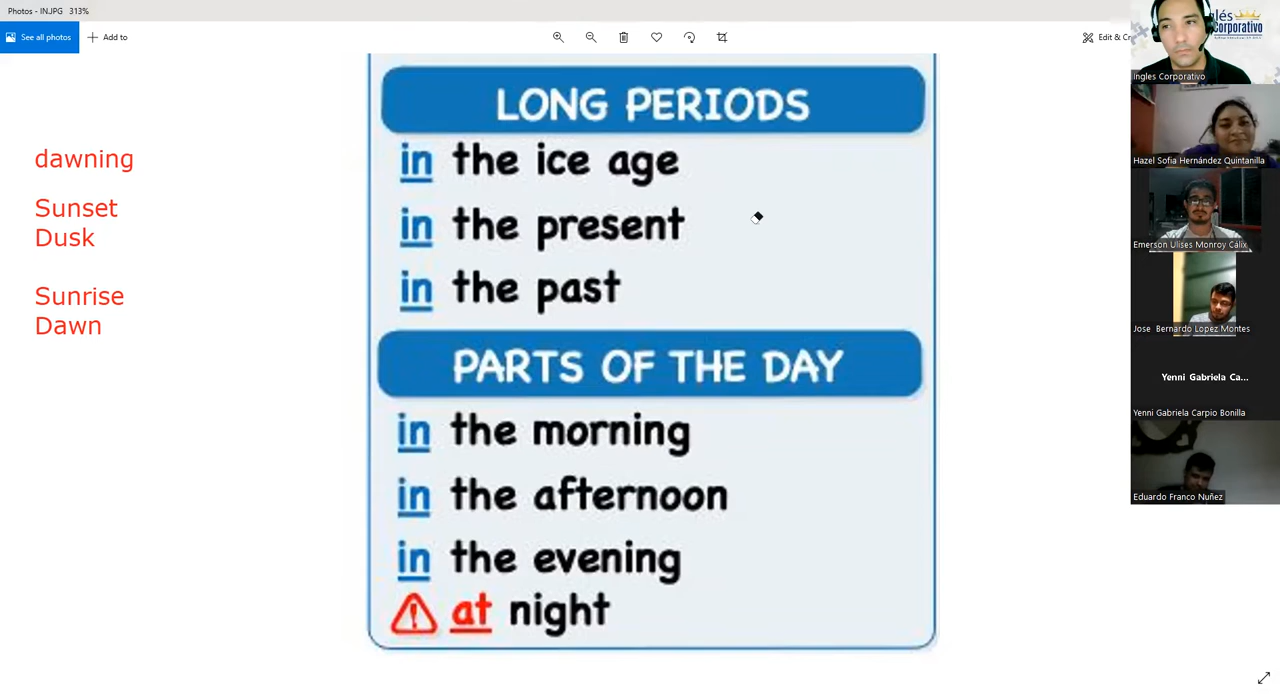 Photos - IN.JPG 313%
See all photos
Add to
Edit & Cr
dawning
Sunset
Dusk
Sunrise
Dawn
LONG PERIODS
in the ice age
in the present
in the past
PARTS OF THE DAY
in the morning
in the afternoon
in the evening
at night
glés
Corporativo
Ingles Corporativo
Hazel Sofia Hernández Quintanilla
Emerson Ulises Monroy Cálix
Jose Bernardo Lopez Montes
Yenni Gabriela Ca...
Yenni Gabriela Carpio Bonilla
Eduardo Franco Nuñez